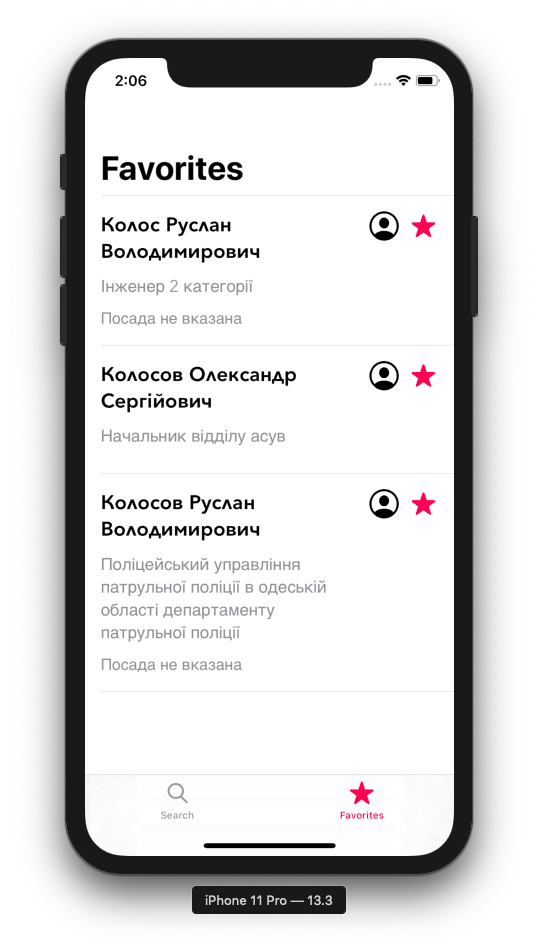 2:06
Favorites
Колос Руслан
Володимирович
Інженер 2 категорії
Посада не вказана
Колосов Олександр
Сергійович
Начальник відділу асув
Колосов Руслан
Володимирович
Поліцейський управління
патрульної поліції в одеській
області департаменту
патрульної поліції
Посада не вказана
Search
Favorites
iPhone 11 Pro — 13.3